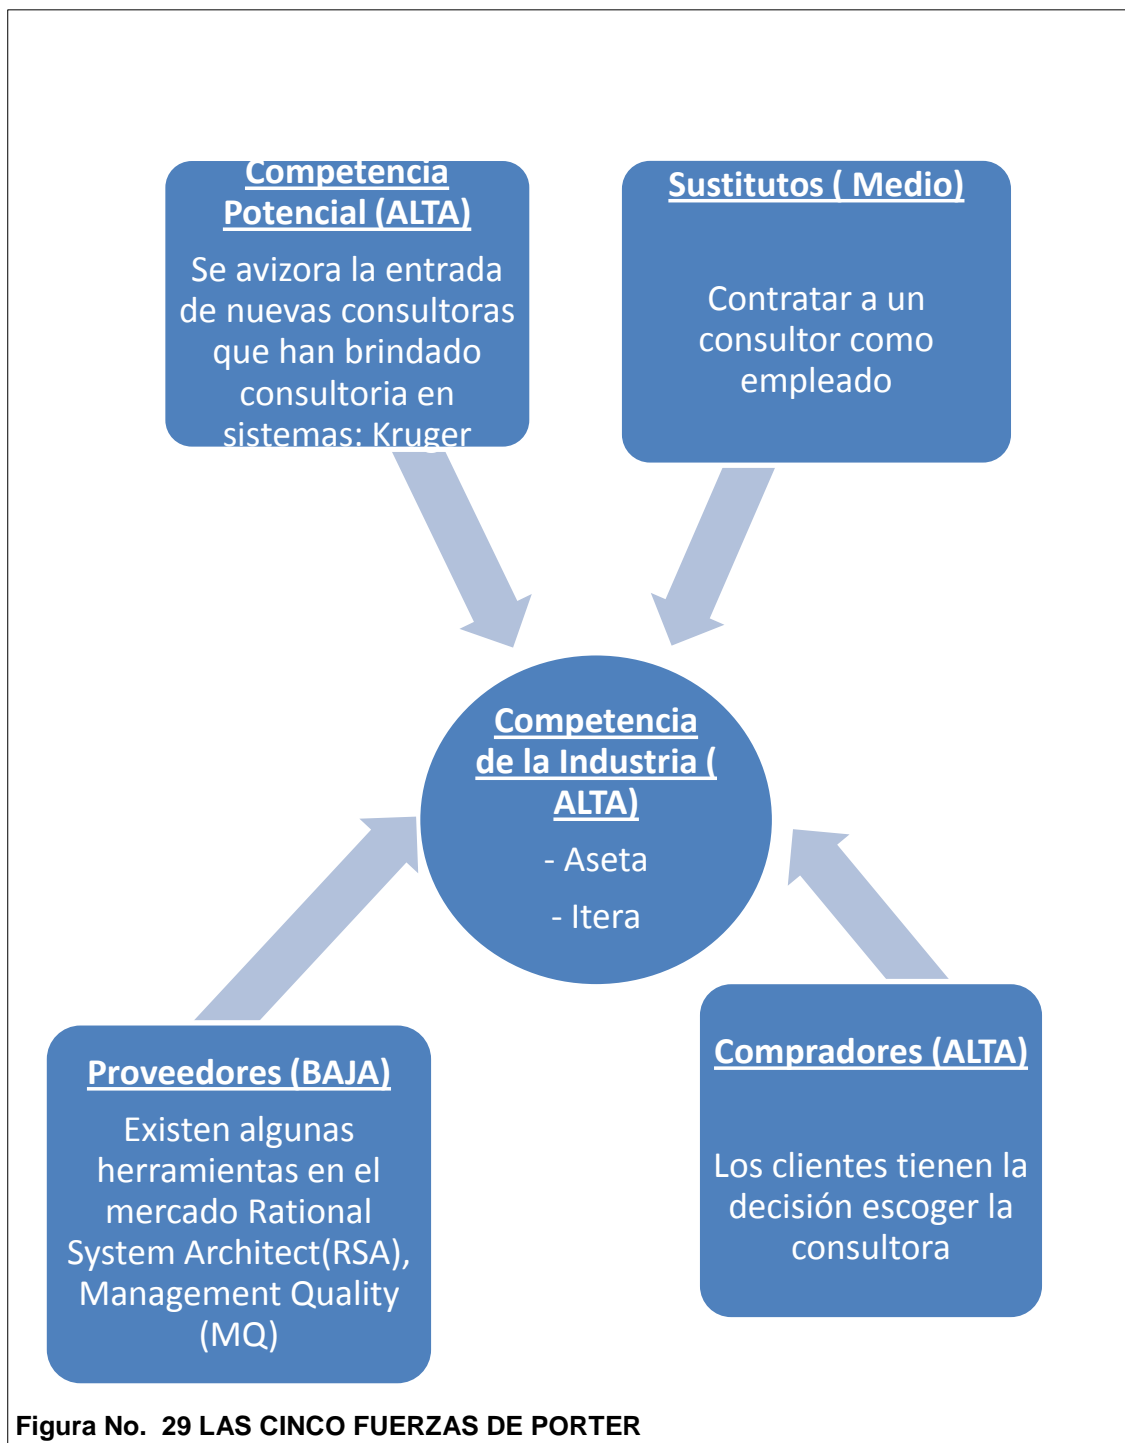 Competencia
Potencial (ALTA)
Se avizora la entrada
de nuevas consultoras
que han brindado
consultoria en
sistemas: Kruger
Sustitutos ( Medio)
Contratar a un
consultor como
empleado
Competencia
de la Industria (
ALTA)
- Aseta
- Itera
Proveedores (BAJA)
Existen algunas
herramientas en el
mercado Rational
System Architect(RSA),
Management Quality
(MQ)
Compradores (ALTA)
Los clientes tienen la
decisión escoger la
consultora
Figura No.  29 LAS CINCO FUERZAS DE PORTER